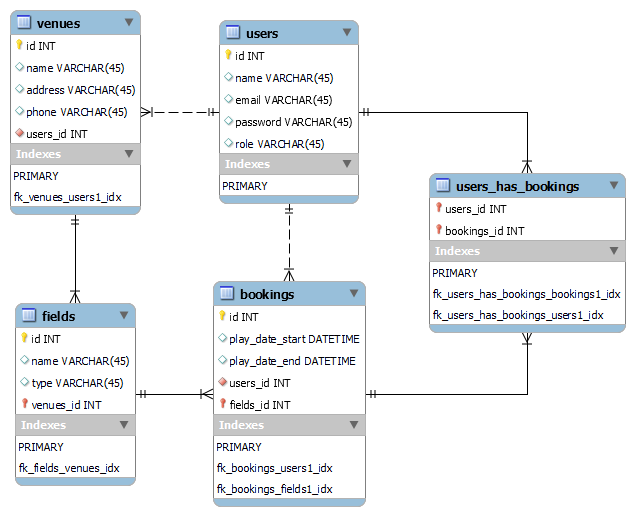 venues
id INT
name VARCHAR(45)
address VARCHAR(45)
phone VARCHAR(45)
users_id INT
Indexes
PRIMARY
fk_venues_users1_idx
users
id INT
name VARCHAR(45)
email VARCHAR(45)
password VARCHAR(45)
role VARCHAR(45)
Indexes
PRIMARY
users_has_bookings
users_id INT
bookings_id INT
Indexes
PRIMARY
fk_users_has_bookings_bookings1_idx
fk_users_has_bookings_users1_idx
fields
id INT
name VARCHAR(45)
type VARCHAR(45)
venues_id INT
Indexes
PRIMARY
fk_fields_venues_idx
bookings
id INT
play_date_start DATETIME
play_date_end DATETIME
users_id INT
fields_id INT
Indexes
PRIMARY
fk_bookings_users1_idx
fk_bookings_fields1_idx